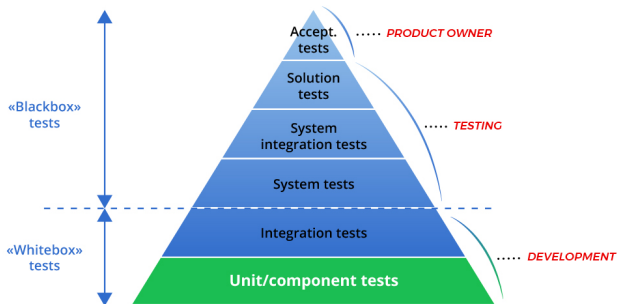 Accept.
tests
PRODUCT OWNER
Solution
tests
«Blackbox»
tests
System
integration tests
TESTING
System tests
Integration tests
«Whitebox»
tests
DEVELOPMENT
Unit/component tests